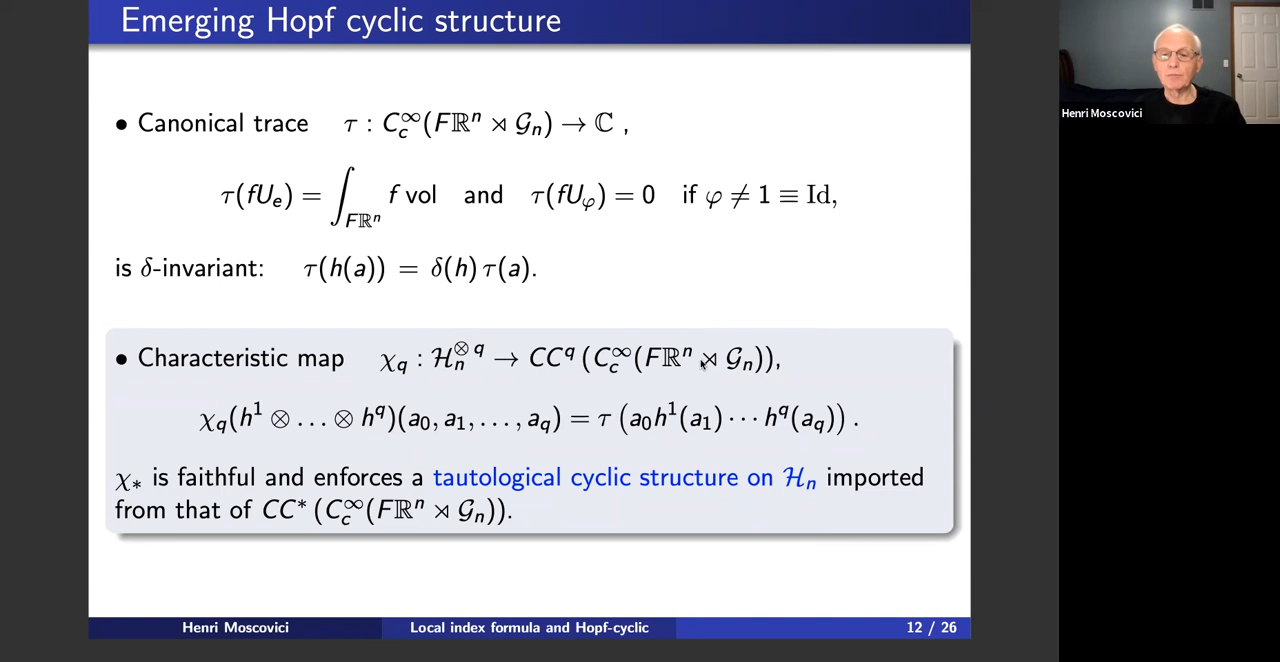 Emerging Hopf cyclic structure
• Canonical trace τ : C_c^∞(Fℝⁿ ⋊ 𝒢ₙ) → ℂ ,
τ(fU_e) = ∫_{Fℝⁿ} f vol and τ(fU_φ) = 0 if φ ≠ 1 ≡ Id,
is δ-invariant: τ(h(a)) = δ(h) τ(a).
• Characteristic map χ_q : ℋ_n^{⊗ q} → CC^q (C_c^∞(Fℝⁿ ⋊ 𝒢ₙ)),
χ_q(h¹ ⊗ … ⊗ h^q)(a₀, a₁, …, a_q) = τ (a₀h¹(a₁) ··· h^q(a_q)) .
χ_* is faithful and enforces a tautological cyclic structure on ℋₙ imported
from that of CC* (C_c^∞(Fℝⁿ ⋊ 𝒢ₙ)).
Henri Moscovici Local index formula and Hopf-cyclic 12 / 26
Henri Moscovici